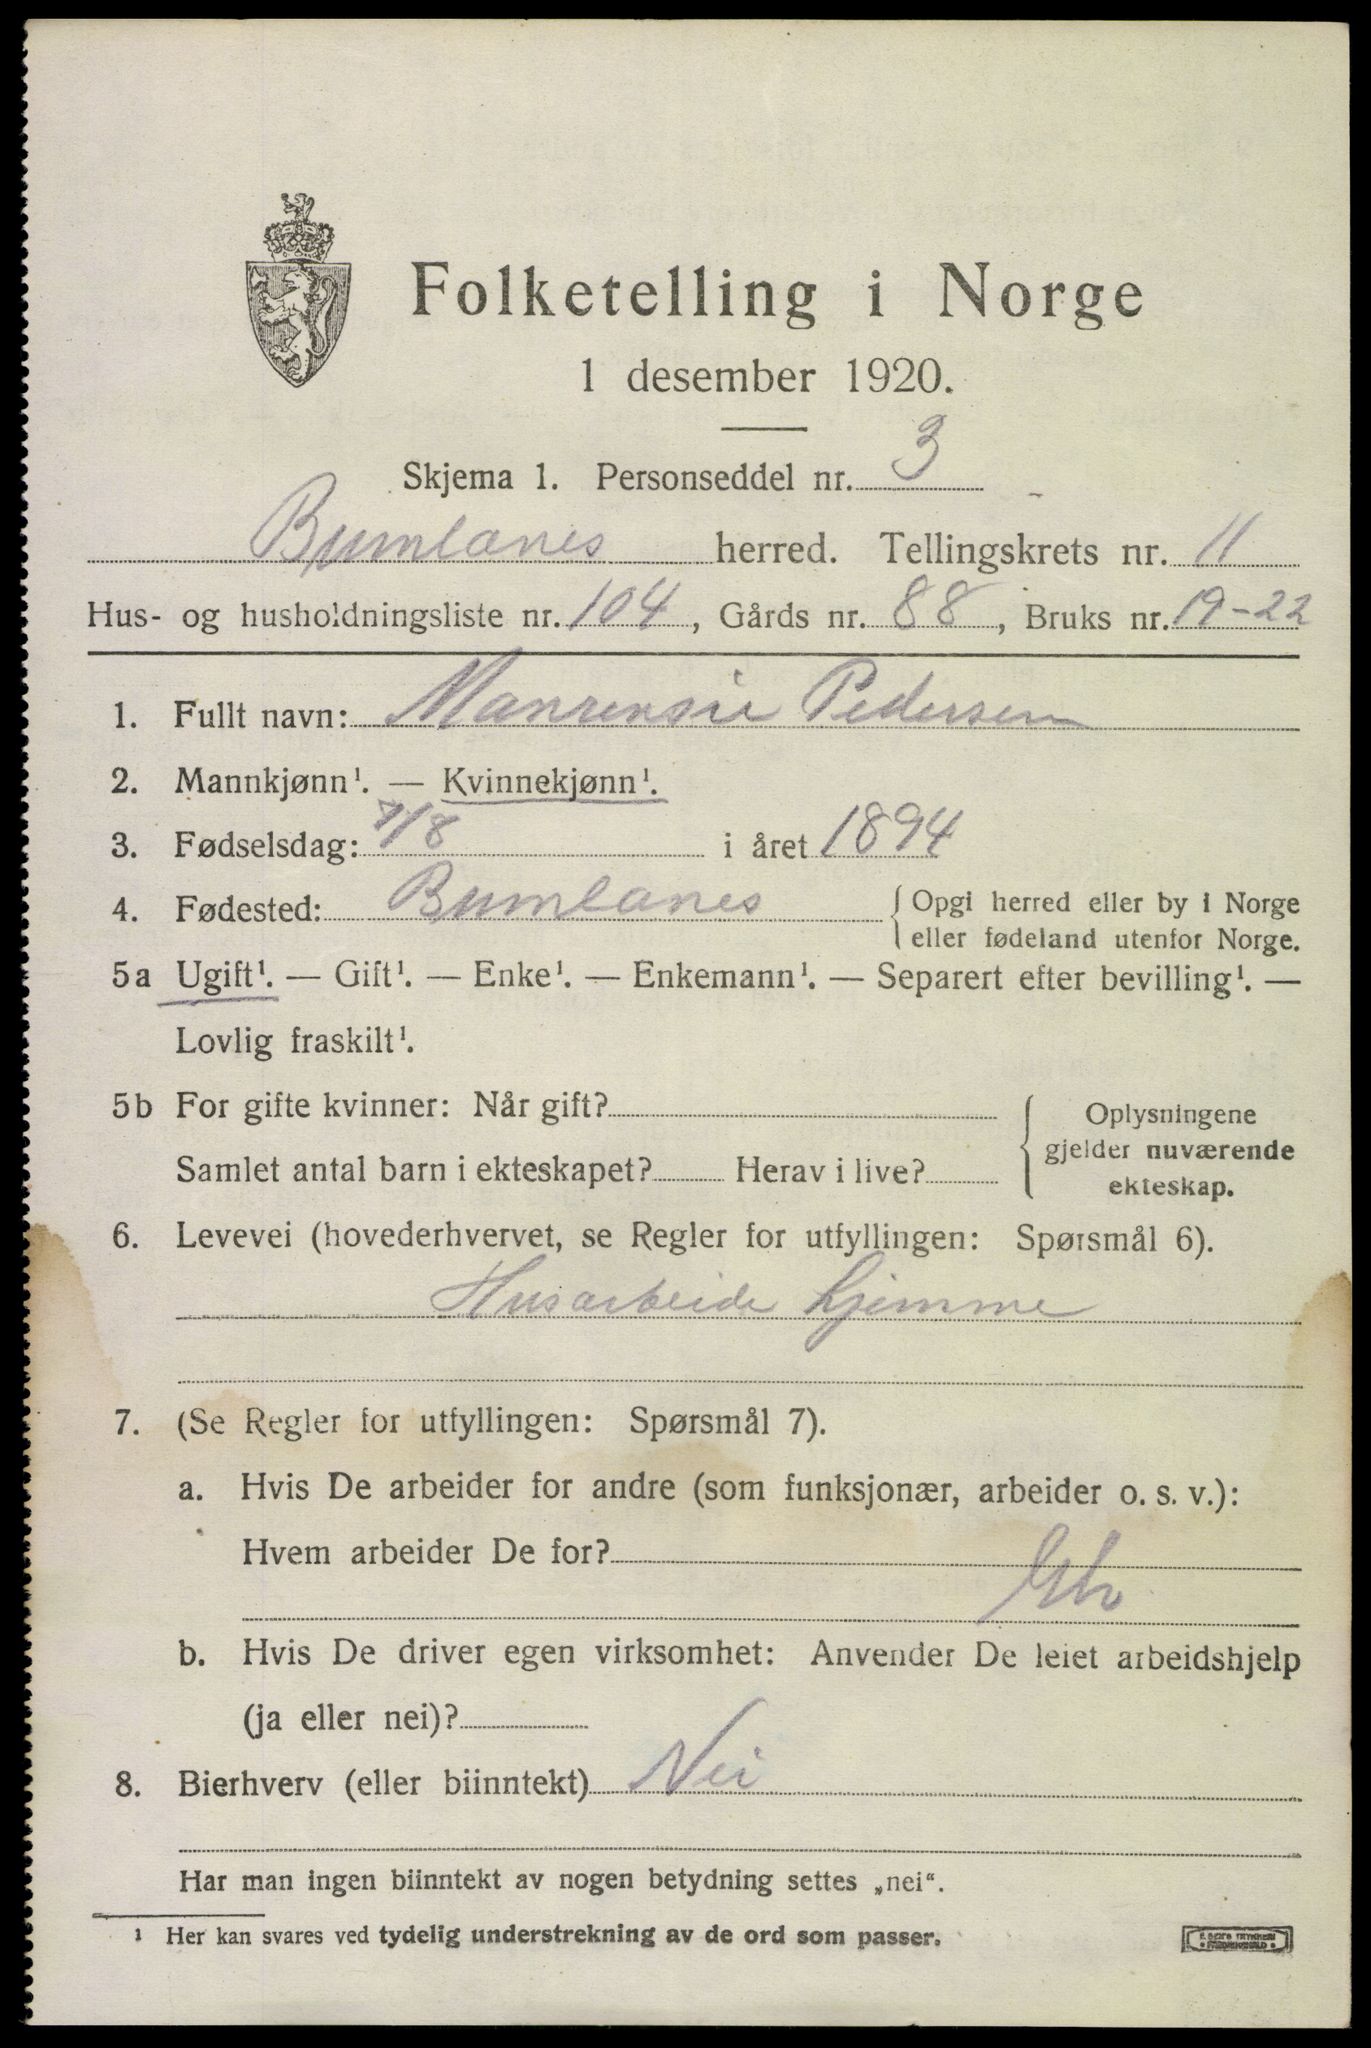 Folketelling i Norge
1 desember 1920.
Skjema 1. Personseddel nr. 3
Brunlanes herred. Tellingskrets nr. 11
Hus- og husholdningsliste nr. 104, Gårds nr. 88, Bruks nr. 19-22
1. Fullt navn: Pedersen
2. Mannkjønn¹. — Kvinnekjønn¹.
3. Fødselsdag: 7/8 i året 1894
4. Fødested: Brunlanes { Opgi herred eller by i Norge
eller fødeland utenfor Norge.
5a Ugift¹. — Gift¹. — Enke¹. — Enkemann¹. — Separert efter bevilling¹. —
Lovlig fraskilt¹.
5b For gifte kvinner: Når gift?
Samlet antal barn i ekteskapet? Herav i live?
{ Oplysningene
gjelder nuværende
ekteskap.
6. Levevei (hovederhvervet, se Regler for utfyllingen: Spørsmål 6).
Husarbeide hjemme
7. (Se Regler for utfyllingen: Spørsmål 7).
a. Hvis De arbeider for andre (som funksjonær, arbeider o. s. v.):
Hvem arbeider De for?
b. Hvis De driver egen virksomhet: Anvender De leiet arbeidshjelp
(ja eller nei)?
8. Bierhverv (eller biinntekt) Nei
Har man ingen biinntekt av nogen betydning settes „nei“.
¹ Her kan svares ved tydelig understrekning av de ord som passer.